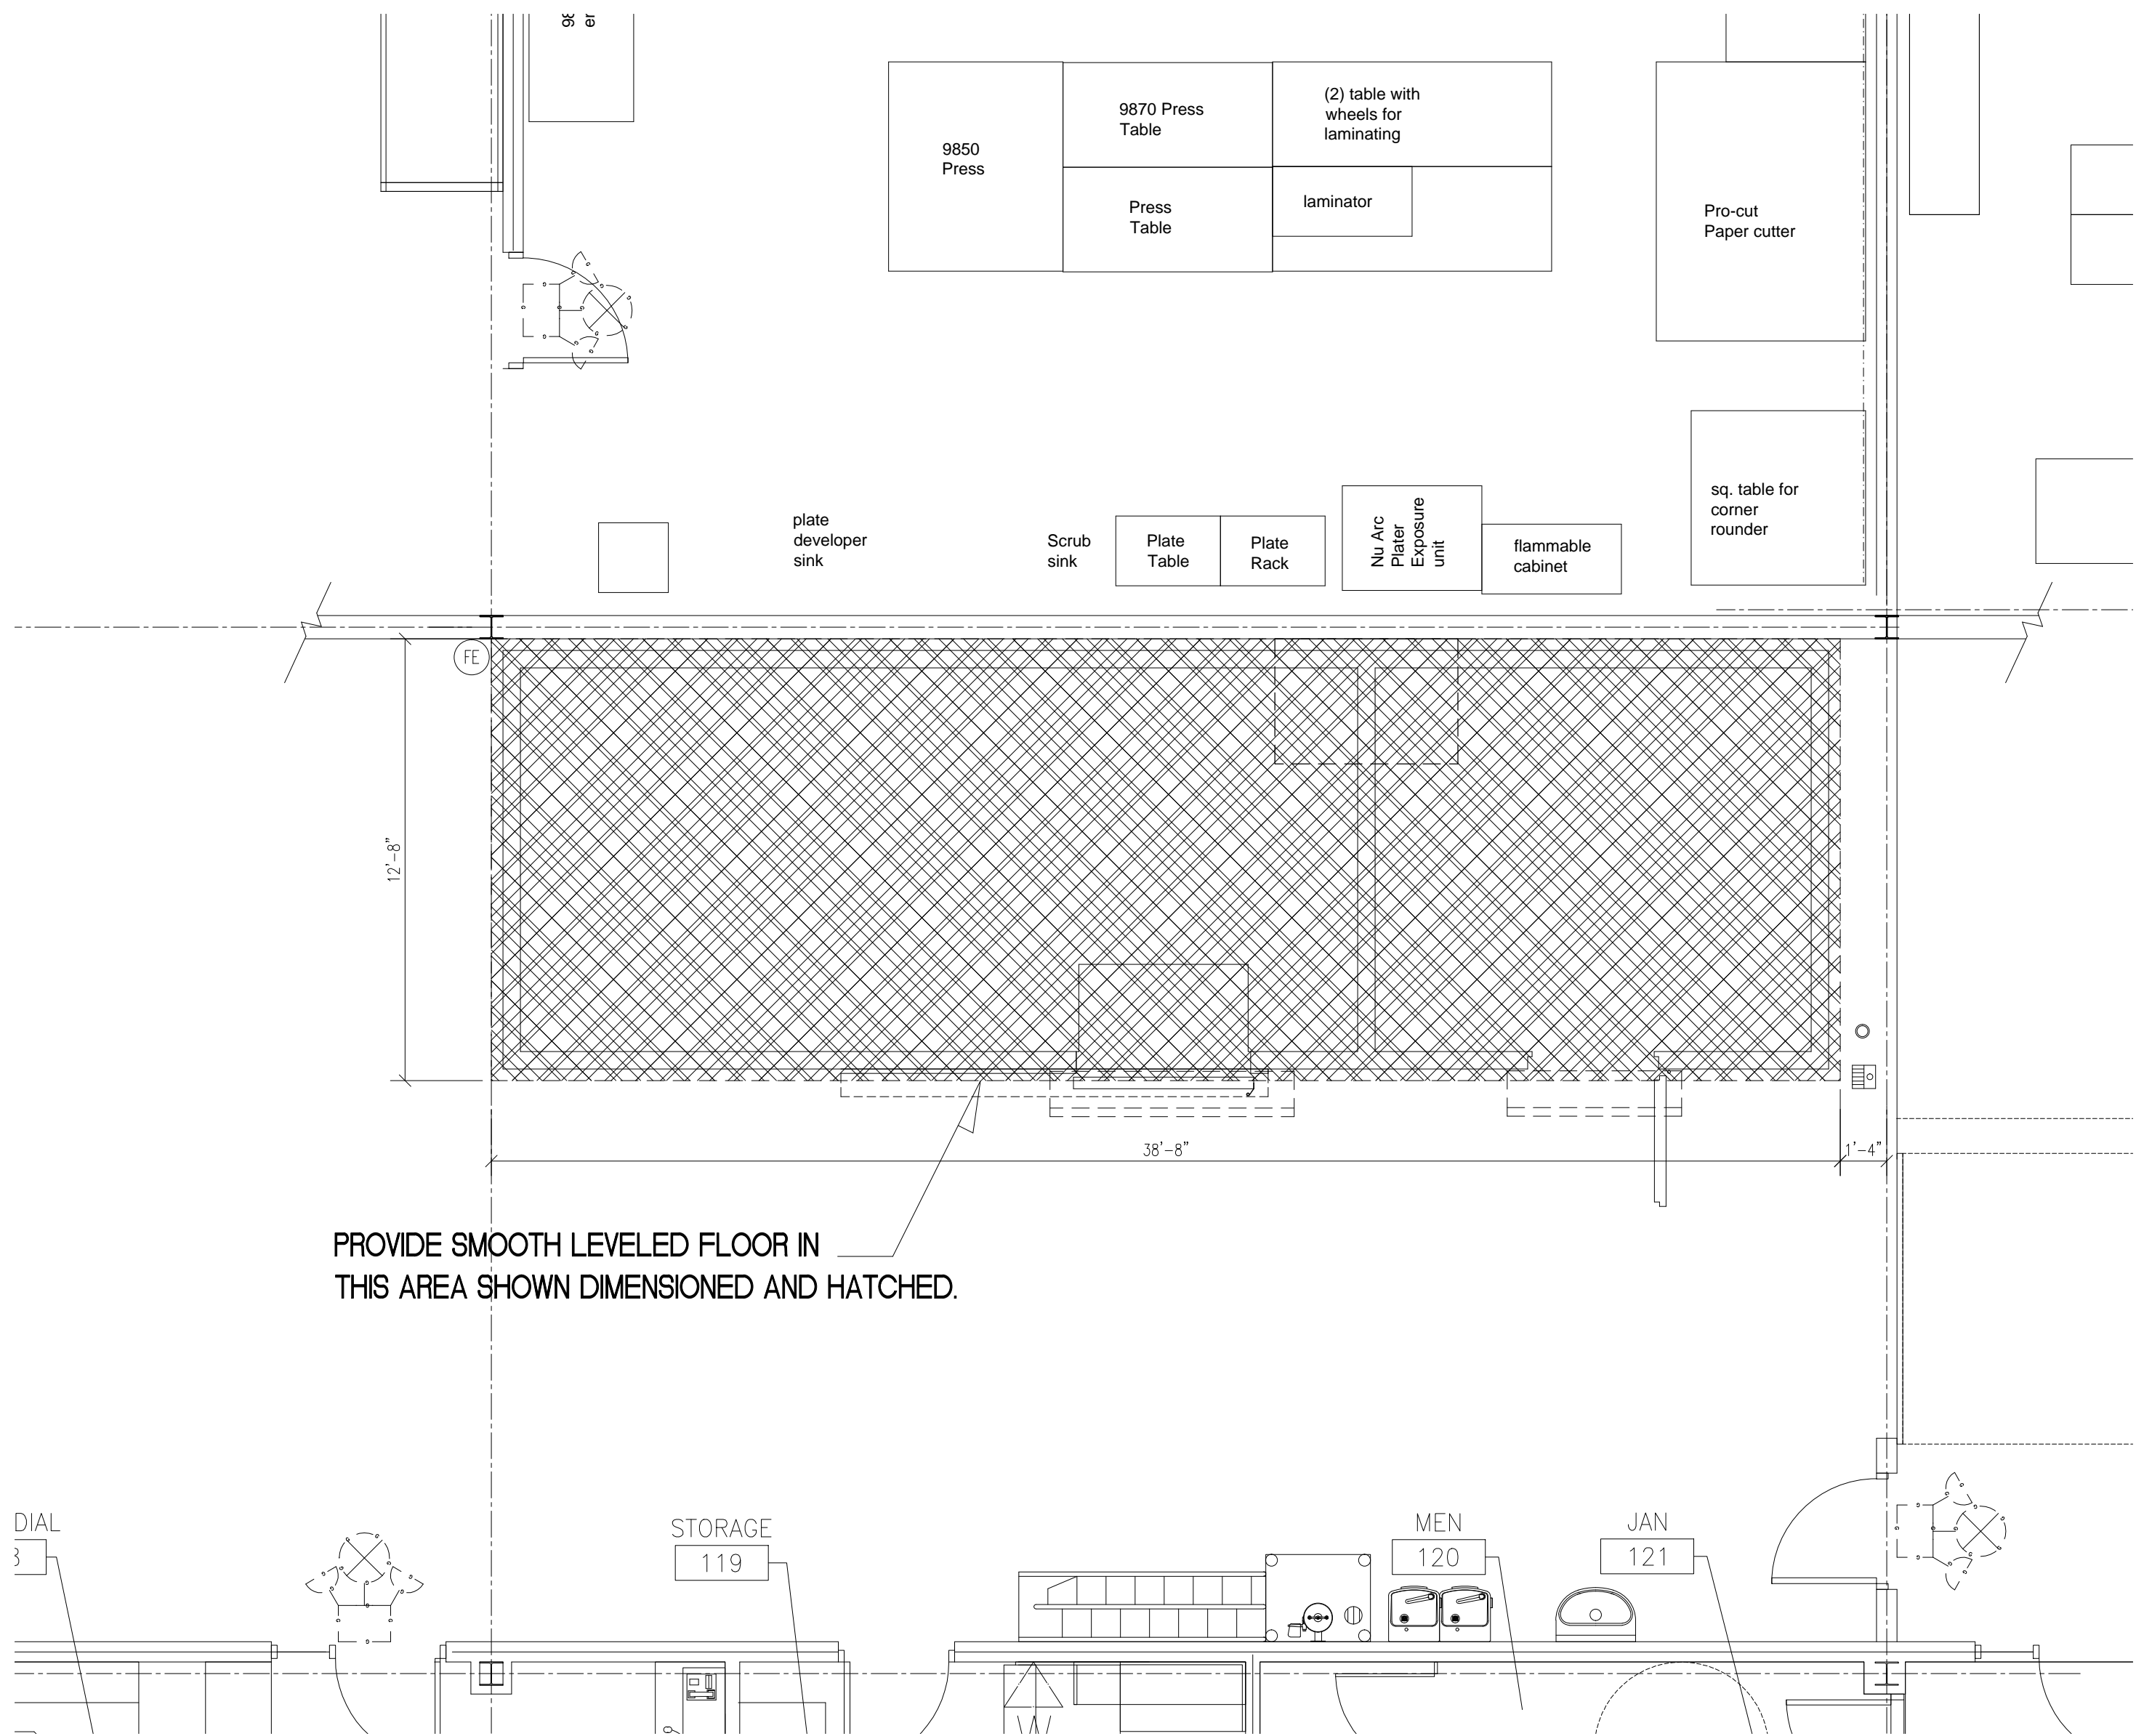 98
er
9850
Press
9870 Press
Table
(2) table with
wheels for
laminating
Press
Table
laminator
Pro-cut
Paper cutter
sq. table for
corner
rounder
plate
developer
sink
Scrub
sink
Plate
Table
Plate
Rack
Nu Arc
Plater
Exposure
unit
flammable
cabinet
FE
12'-8"
38'-8"
1'-4"
PROVIDE SMOOTH LEVELED FLOOR IN
THIS AREA SHOWN DIMENSIONED AND HATCHED.
DIAL
STORAGE
119
MEN
120
JAN
121